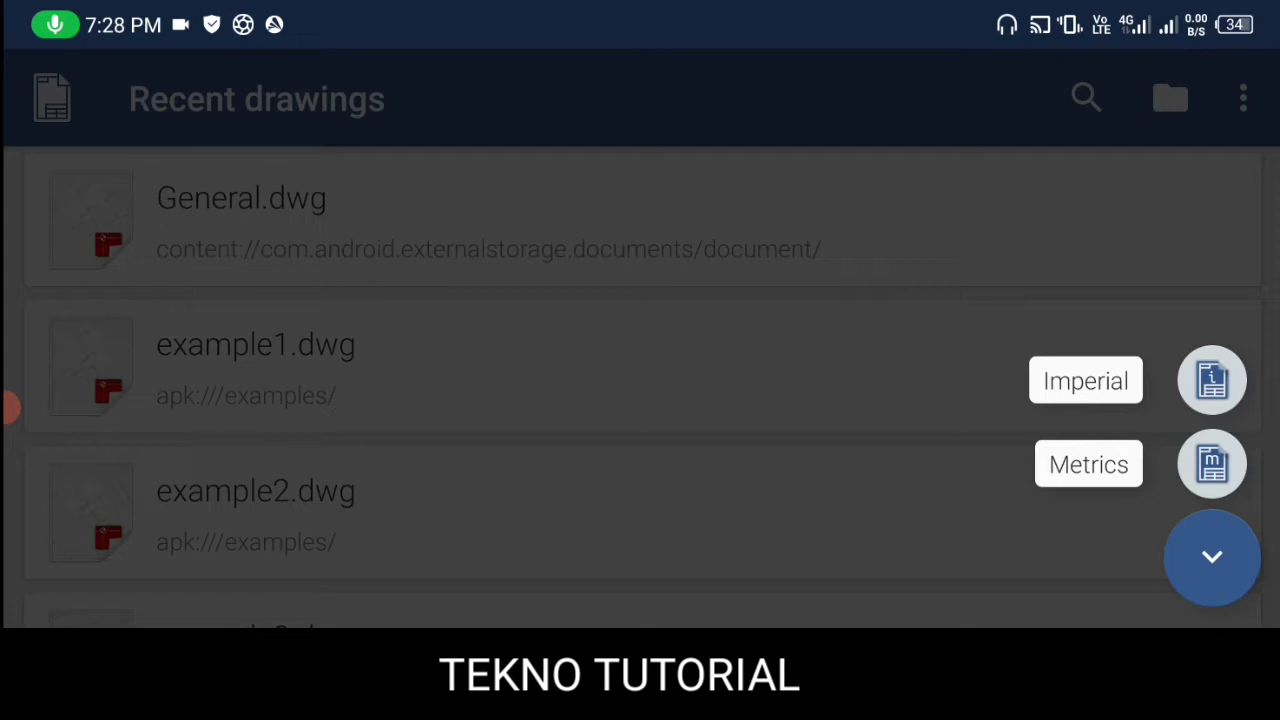 7:28 PM
Vo
LTE
4G
0.00
B/S
34
Recent drawings
General.dwg
content://com.android.externalstorage.documents/document/
example1.dwg
apk:///examples/
Imperial
i
Metrics
m
example2.dwg
apk:///examples/
TEKNO TUTORIAL